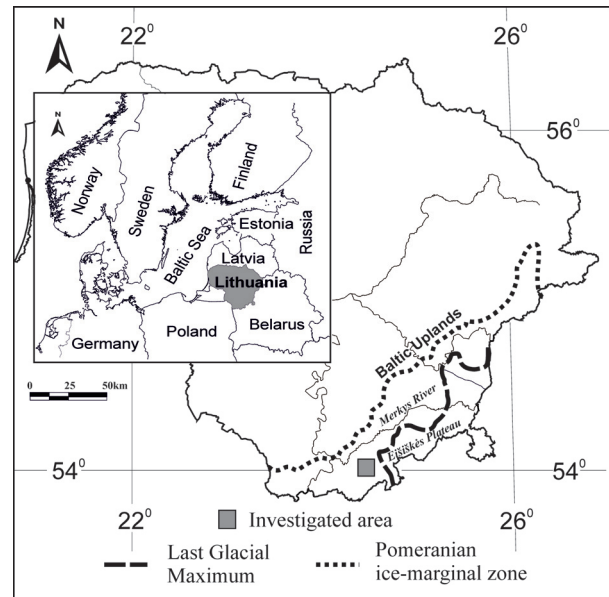 N
22⁰
26⁰
56⁰
N
Norway
Sweden
Finland
Baltic Sea
Estonia
Russia
Latvia
Lithuania
Belarus
Poland
Germany
0 25 50km
Baltic Uplands
Merkys River
Eišiškės Plateau
54⁰
54⁰
22⁰
26⁰
Investigated area
Last Glacial
Maximum
Pomeranian
ice-marginal zone